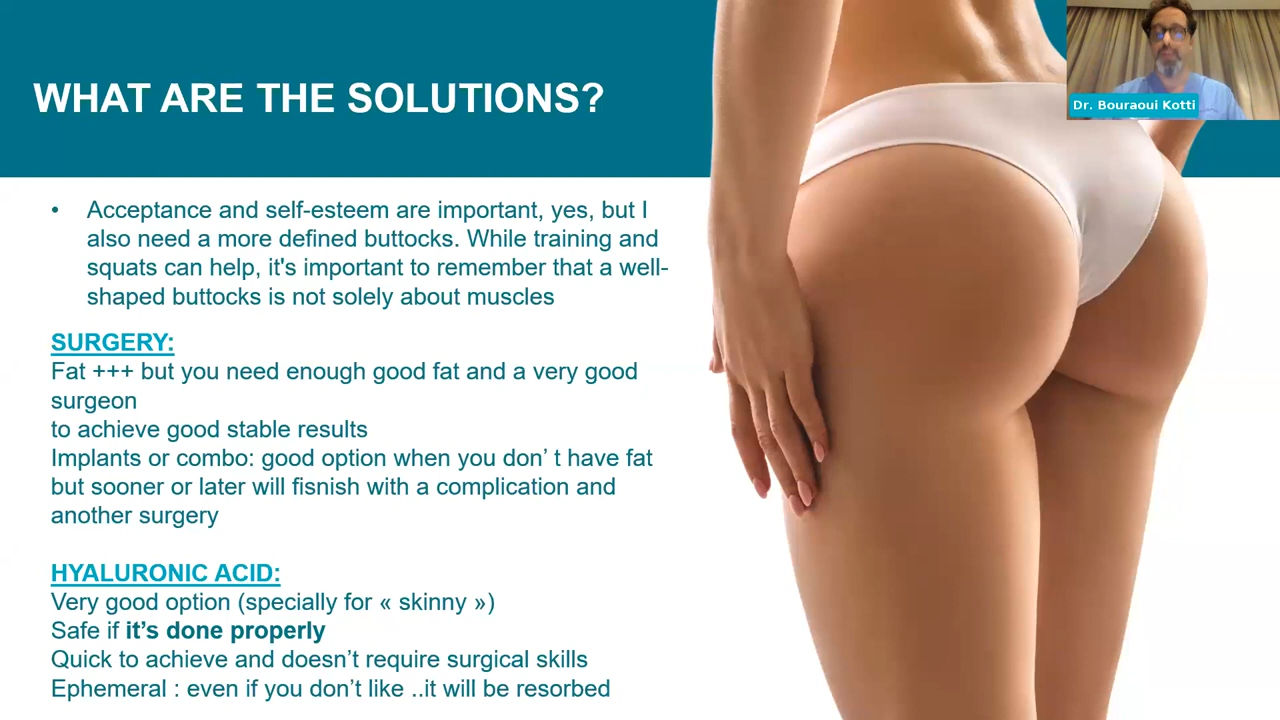 WHAT ARE THE SOLUTIONS?
Dr. Bouraoui Kotti
• Acceptance and self-esteem are important, yes, but I
also need a more defined buttocks. While training and
squats can help, it's important to remember that a well-
shaped buttocks is not solely about muscles
SURGERY:
Fat +++ but you need enough good fat and a very good
surgeon
to achieve good stable results
Implants or combo: good option when you don’ t have fat
but sooner or later will fisnish with a complication and
another surgery
HYALURONIC ACID:
Very good option (specially for « skinny »)
Safe if it’s done properly
Quick to achieve and doesn’t require surgical skills
Ephemeral : even if you don’t like ..it will be resorbed